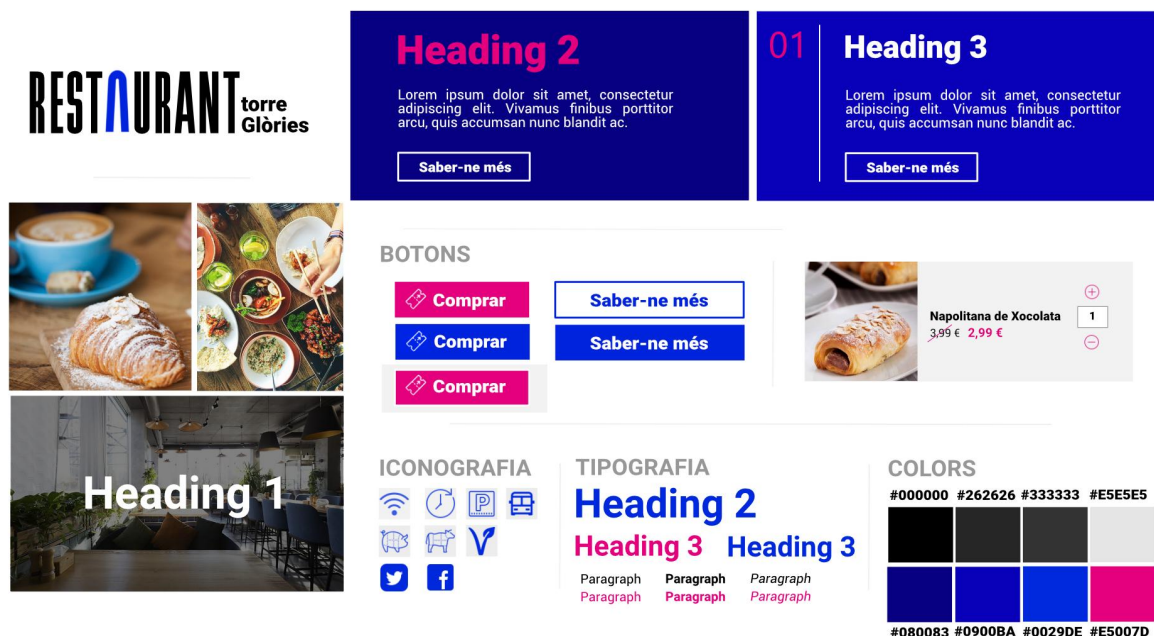 RESTAURANT
torre
Glòries
Heading 2
Lorem ipsum dolor sit amet, consectetur
adipiscing elit. Vivamus finibus porttitor
arcu, quis accumsan nunc blandit ac.
Saber-ne més
01
Heading 3
Lorem ipsum dolor sit amet, consectetur
adipiscing elit. Vivamus finibus porttitor
arcu, quis accumsan nunc blandit ac.
Saber-ne més
Heading 1
BOTONS
Comprar
Saber-ne més
Comprar
Saber-ne més
Comprar
Napolitana de Xocolata
3,99 € 2,99 €
1
ICONOGRAFIA
P
TIPOGRAFIA
Heading 2
Heading 3 Heading 3
Paragraph Paragraph Paragraph
Paragraph Paragraph Paragraph
COLORS
#000000 #262626 #333333 #E5E5E5
#080083 #0900BA #0029DE #E5007D